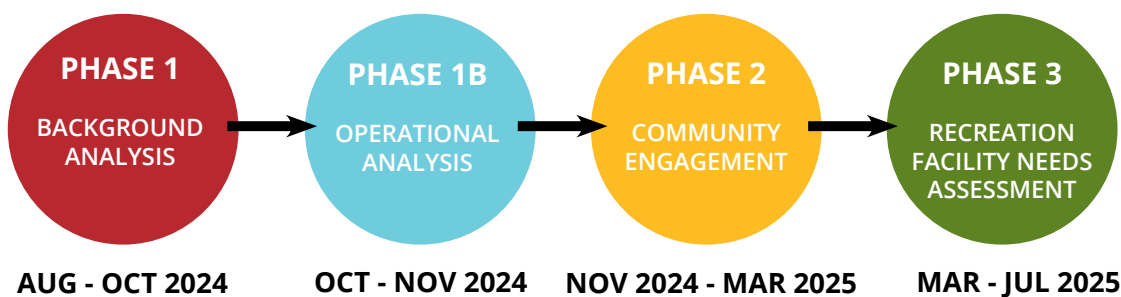 PHASE 1
BACKGROUND
ANALYSIS
AUG - OCT 2024
PHASE 1B
OPERATIONAL
ANALYSIS
OCT - NOV 2024
PHASE 2
COMMUNITY
ENGAGEMENT
NOV 2024 - MAR 2025
PHASE 3
RECREATION
FACILITY NEEDS
ASSESSMENT
MAR - JUL 2025